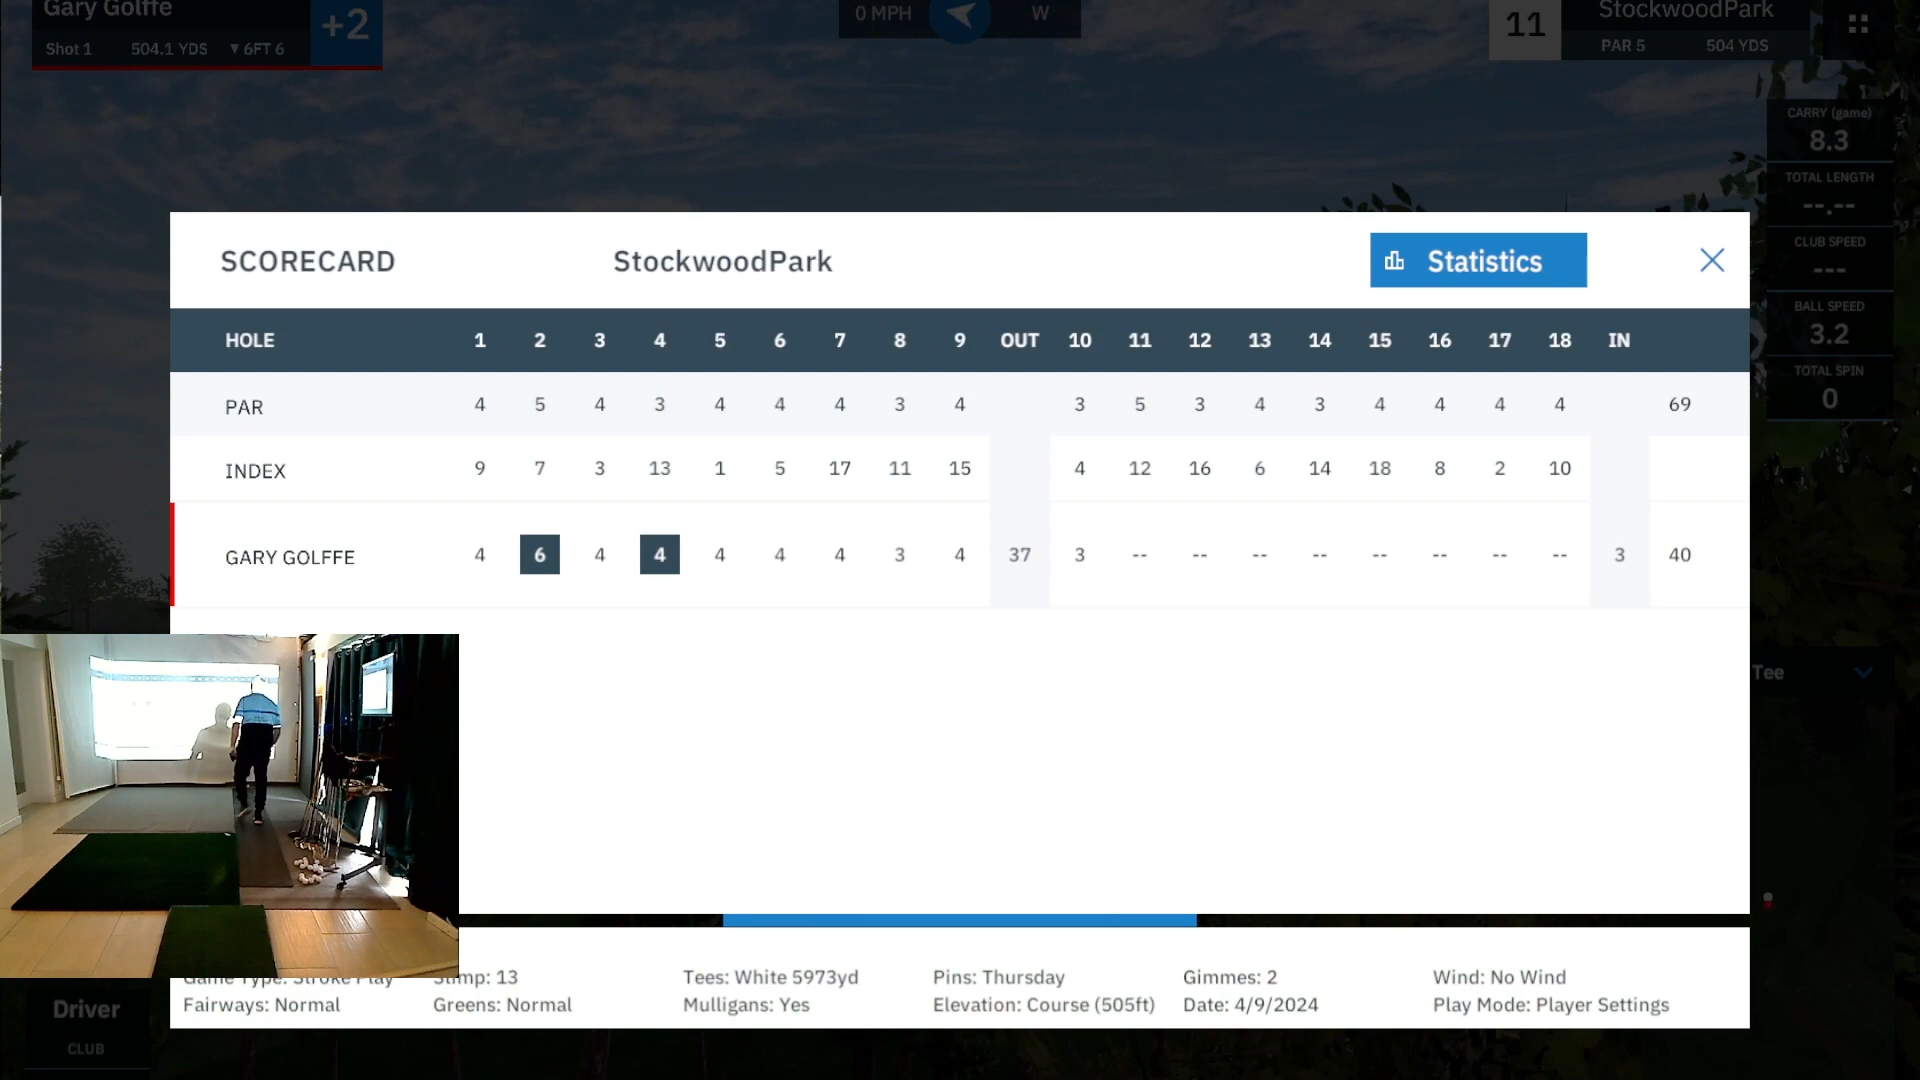 Gary Golffe
+2
Shot 1 504.1 YDS ▼6FT 6
0 MPH W
11 StockwoodPark
PAR 5 504 YDS
CARRY (game)
8.3
TOTAL LENGTH
--.--
CLUB SPEED
---
BALL SPEED
3.2
TOTAL SPIN
0
SCORECARD StockwoodPark Statistics
HOLE 1 2 3 4 5 6 7 8 9 OUT 10 11 12 13 14 15 16 17 18 IN
PAR 4 5 4 3 4 4 4 3 4 3 5 3 4 3 4 4 4 4 69
INDEX 9 7 3 13 1 5 17 11 15 4 12 16 6 14 18 8 2 10
GARY GOLFFE 4 6 4 4 4 4 4 3 4 37 3 -- -- -- -- -- -- -- -- 3 40
Tee
Game Type: Stroke Play Stimp: 13 Tees: White 5973yd Pins: Thursday Gimmes: 2 Wind: No Wind
Fairways: Normal Greens: Normal Mulligans: Yes Elevation: Course (505ft) Date: 4/9/2024 Play Mode: Player Settings
Driver
CLUB